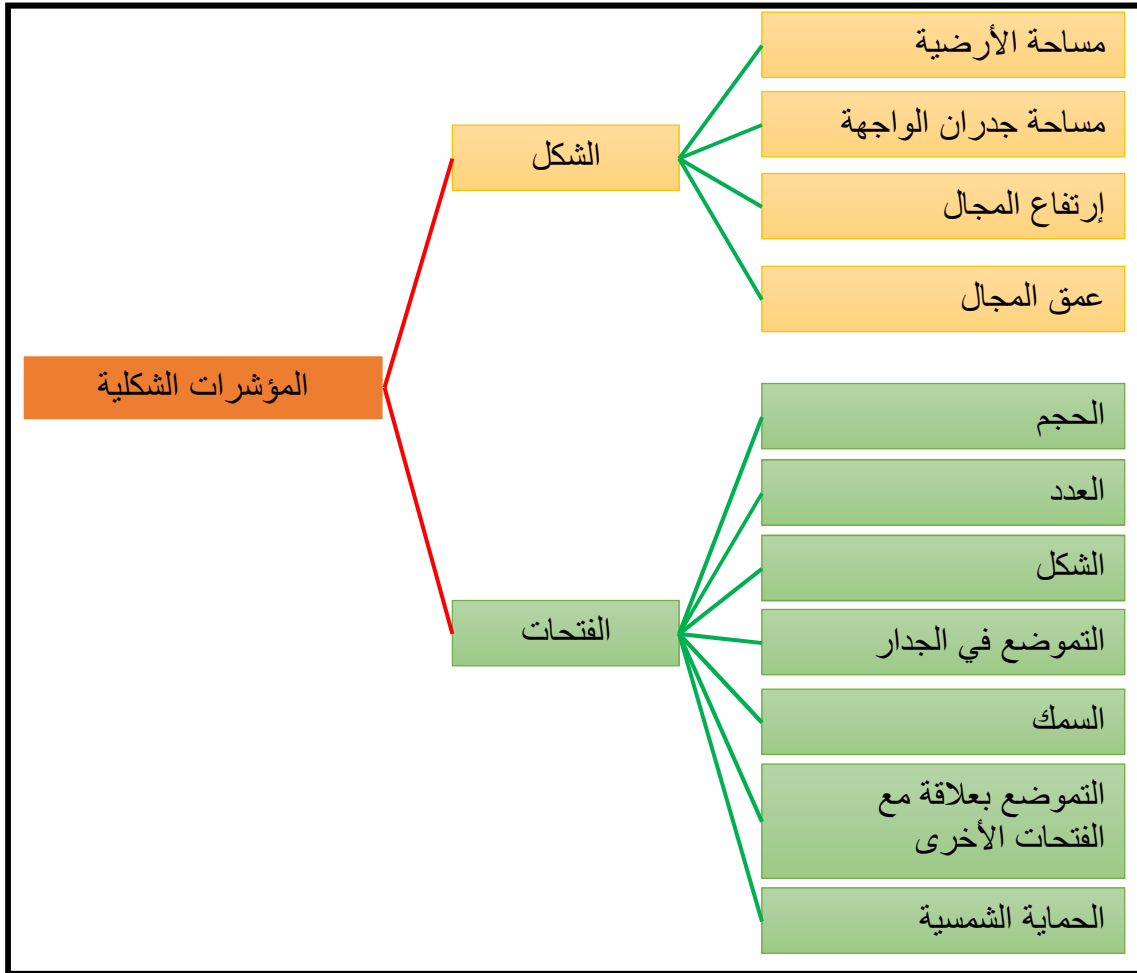 المؤشرات الشكلية
الشكل
مساحة الأرضية
مساحة جدران الواجهة
إرتفاع المجال
عمق المجال
الفتحات
الحجم
العدد
الشكل
التموضع في الجدار
السمك
التموضع بعلاقة مع
الفتحات الأخرى
الحماية الشمسية